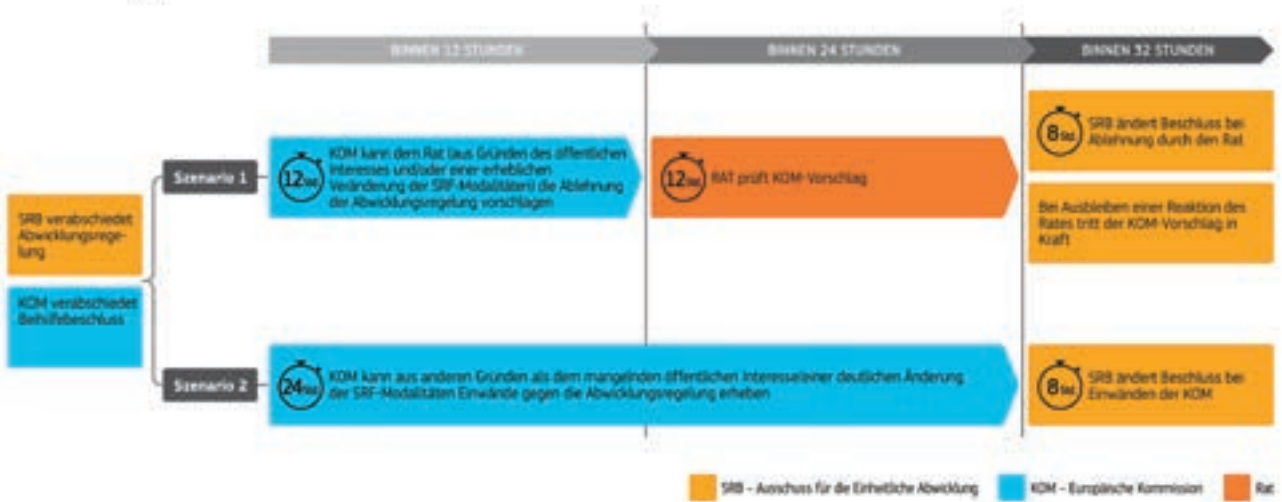 BINNEN 12 STUNDEN
BINNEN 24 STUNDEN
BINNEN 32 STUNDEN
SRB verabschiedet
Abwicklungsrege-
lung
KOM verabschiedet
Beihilfebeschluss
Szenario 1
12 Std.
KOM kann dem Rat (aus Gründen des öffentlichen
Interesses und/oder einer erheblichen
Veränderung der SRF-Modalitäten) die Ablehnung
der Abwicklungsregelung vorschlagen
12 Std.
RAT prüft KOM-Vorschlag
8 Std.
SRB ändert Beschluss bei
Ablehnung durch den Rat
Bei Ausbleiben einer Reaktion des
Rates tritt der KOM-Vorschlag in
Kraft
Szenario 2
24 Std.
KOM kann aus anderen Gründen als dem mangelnden öffentlichen Interesse/einer deutlichen Änderung
der SRF-Modalitäten Einwände gegen die Abwicklungsregelung erheben
8 Std.
SRB ändert Beschluss bei
Einwänden der KOM
SRB – Ausschuss für die Einheitliche Abwicklung
KOM – Europäische Kommission
Rat